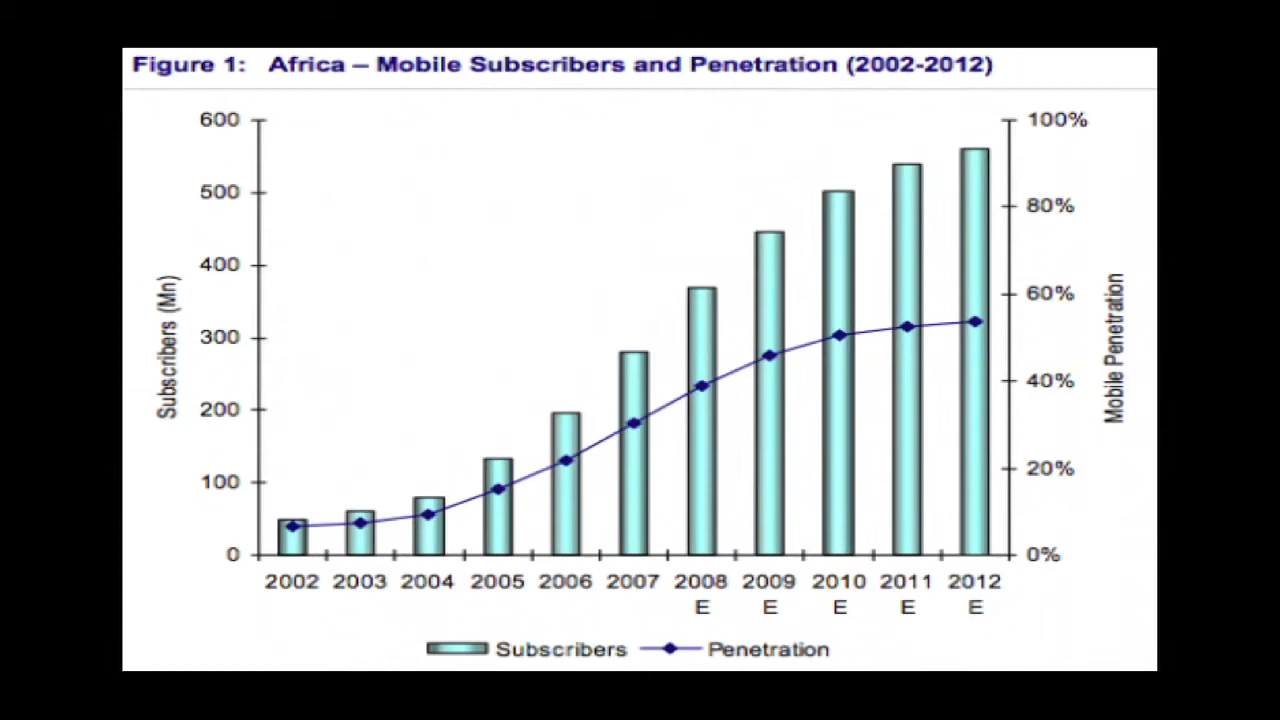 Figure 1: Africa – Mobile Subscribers and Penetration (2002-2012)
600
500
400
300
200
100
0
Subscribers (Mn)
100%
80%
60%
40%
20%
0%
Mobile Penetration
2002 2003 2004 2005 2006 2007 2008 2009 2010 2011 2012
E E E E E
Subscribers Penetration